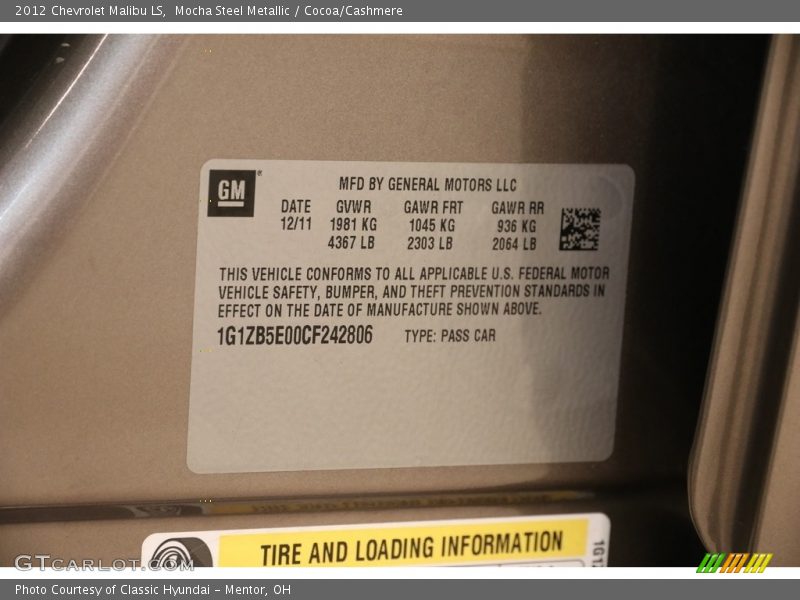 2012 Chevrolet Malibu LS, Mocha Steel Metallic / Cocoa/Cashmere
GM ®
MFD BY GENERAL MOTORS LLC
DATE GVWR GAWR FRT GAWR RR
12/11 1981 KG 1045 KG 936 KG
4367 LB 2303 LB 2064 LB
THIS VEHICLE CONFORMS TO ALL APPLICABLE U.S. FEDERAL MOTOR
VEHICLE SAFETY, BUMPER, AND THEFT PREVENTION STANDARDS IN
EFFECT ON THE DATE OF MANUFACTURE SHOWN ABOVE.
1G1ZB5E00CF242806 TYPE: PASS CAR
TIRE AND LOADING INFORMATION
GTcarlot.com
Photo Courtesy of Classic Hyundai - Mentor, OH